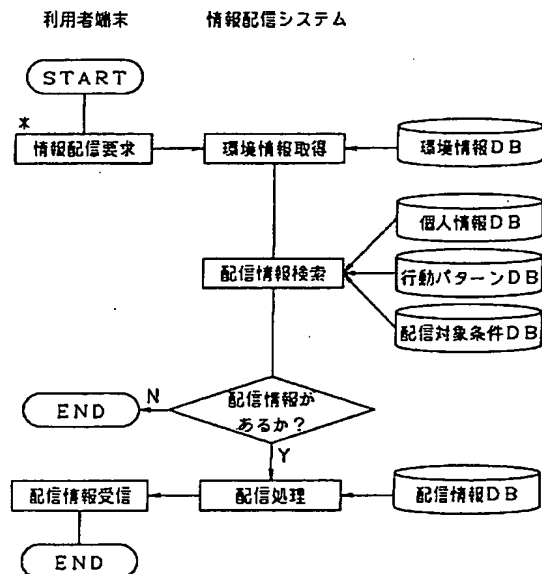 利用者端末 情報配信システム
START
*
情報配信要求 環境情報取得 環境情報DB
個人情報DB
配信情報検索 行動パターンDB
配信対象条件DB
配信情報が
あるか？
END N
Y
配信情報受信 配信処理 配信情報DB
END